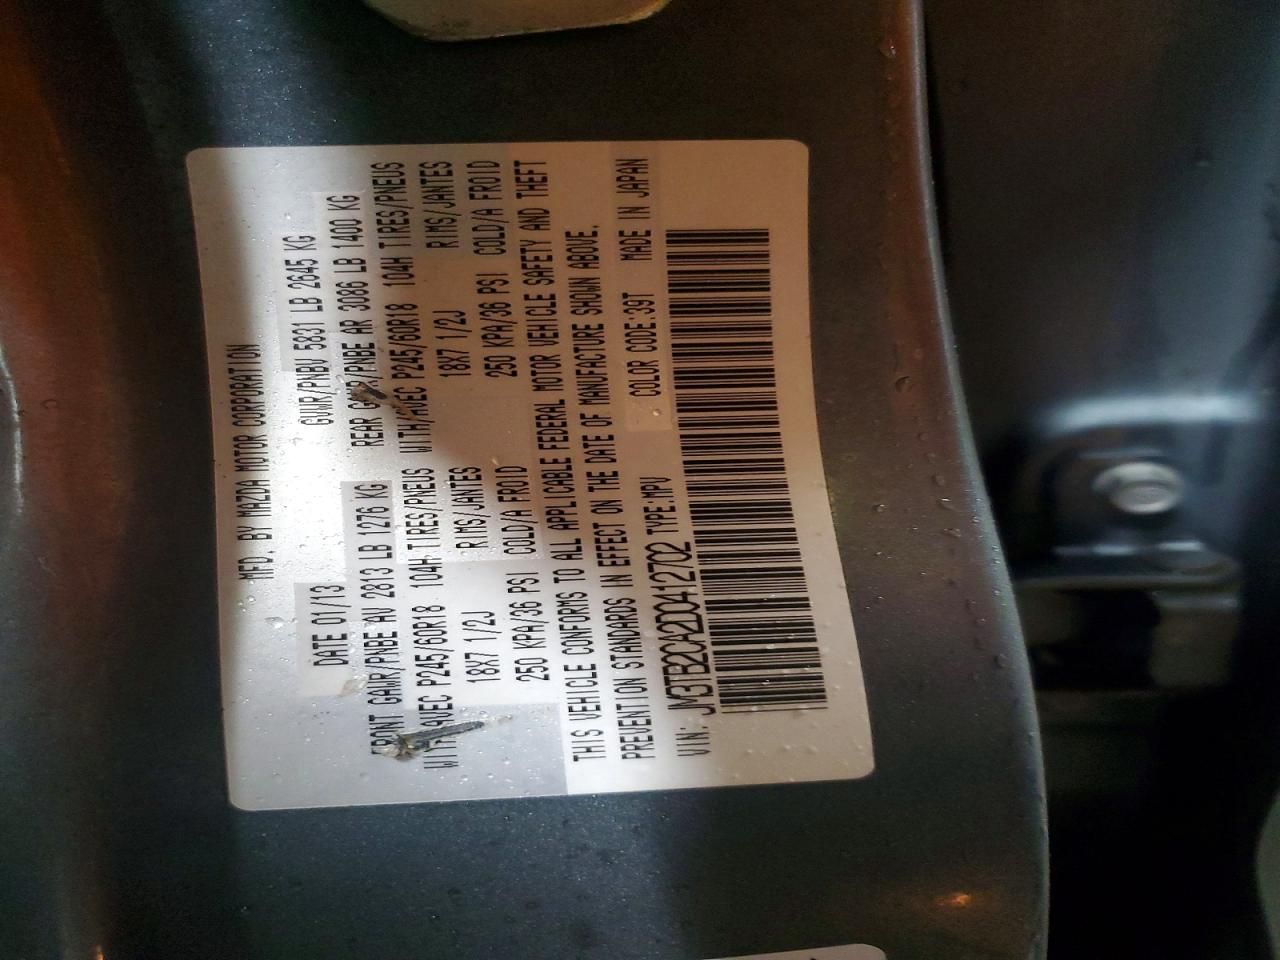 MFD. BY MAZDA MOTOR CORPORATION
DATE 01/13 GVWR/PNBV 5831 LB 2645 KG
FRONT GAWR/PNBE AV 2813 LB 1276 KG REAR /PNBE AR 3086 LB 1400 KG
AVEC P245/60R18 104H TIRES/PNEUS WITH/AVEC P245/60R18 104H TIRES/PNEUS
18X7 1/2J RIMS/JANTES 18X7 1/2J RIMS/JANTES
250 KPA/36 PSI COLD/A FROID 250 KPA/36 PSI COLD/A FROID
THIS VEHICLE CONFORMS TO ALL APPLICABLE FEDERAL MOTOR VEHICLE SAFETY AND THEFT
PREVENTION STANDARDS IN EFFECT ON THE DATE OF MANUFACTURE SHOWN ABOVE.
VIN: JM3TB2CA2D0412702 TYPE:MPV COLOR CODE:39T MADE IN JAPAN